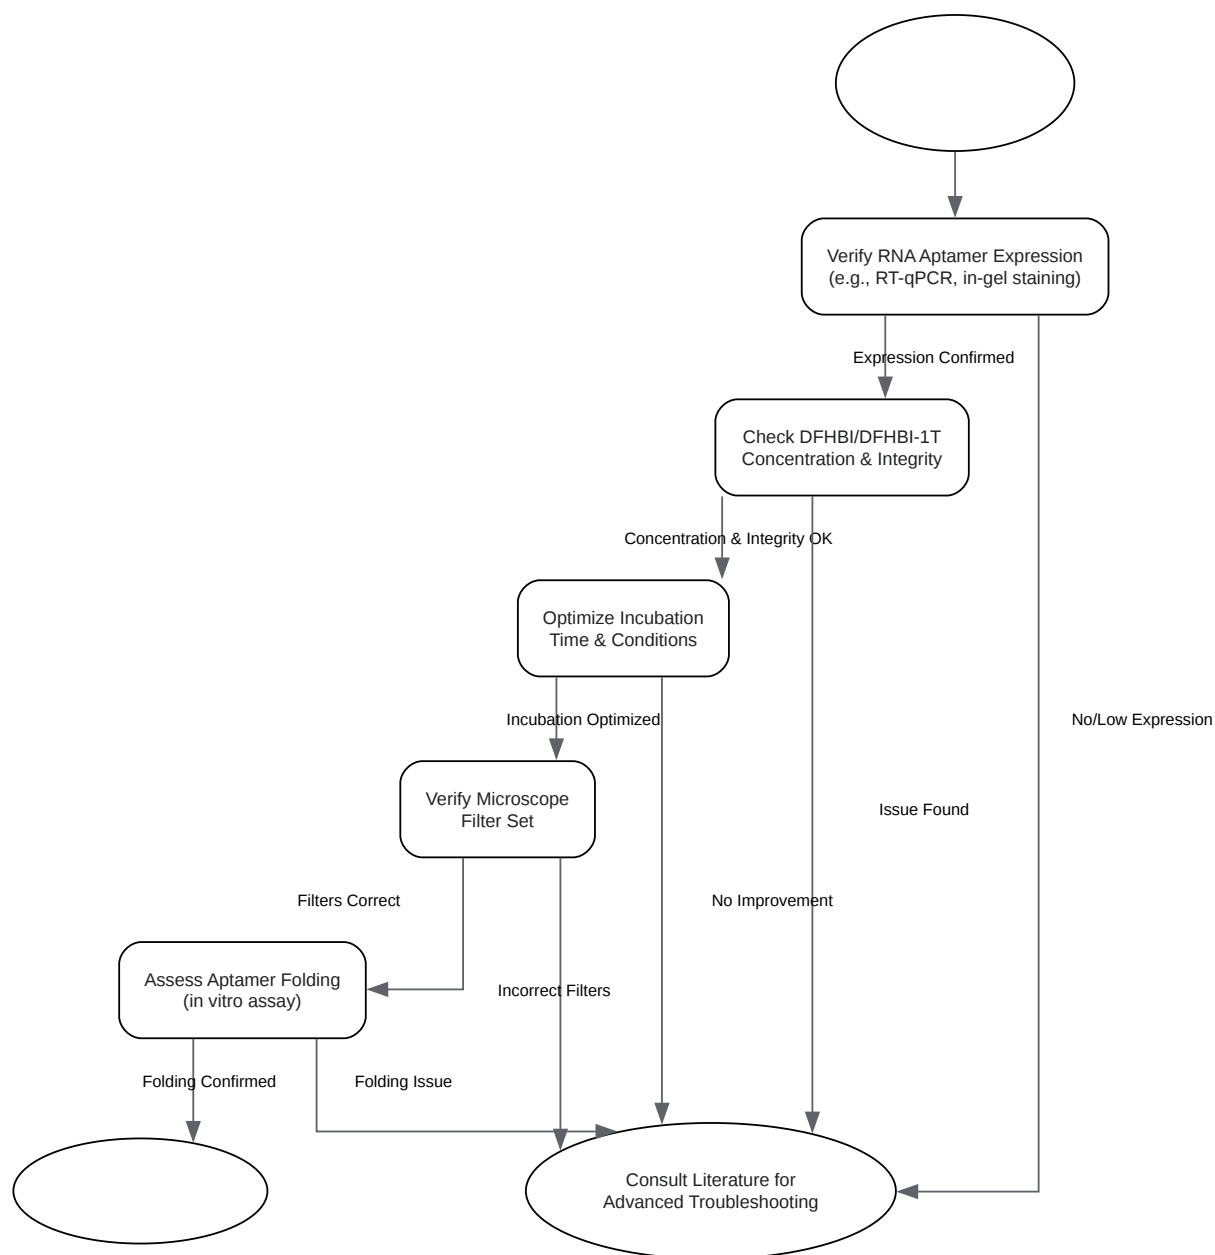 Verify RNA Aptamer Expression
(e.g., RT-qPCR, in-gel staining)
Expression Confirmed
Check DFHBI/DFHBI-1T
Concentration & Integrity
Concentration & Integrity OK
Optimize Incubation
Time & Conditions
Incubation Optimized
No/Low Expression
Verify Microscope
Filter Set
Issue Found
Filters Correct
No Improvement
Assess Aptamer Folding
(in vitro assay)
Incorrect Filters
Folding Confirmed
Folding Issue
Consult Literature for
Advanced Troubleshooting